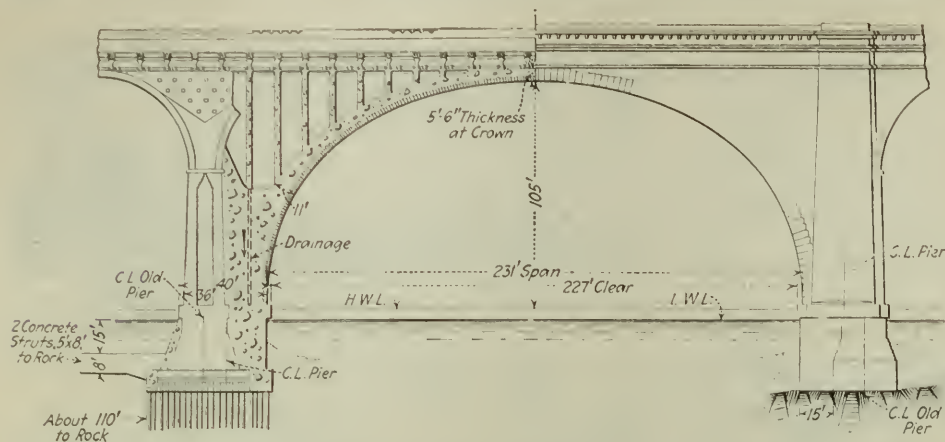 5'-6" Thickness
at Crown
105'
11'
Drainage
C.L. Old
Pier
36'
40'
231' Span
227' Clear
H.W.L.
L.W.L.
C.L. Pier
2 Concrete
Struts, 5'x8',
to Rock
15'
8'
C.L. Pier
About 110'
to Rock
15'
C.L. Old
Pier